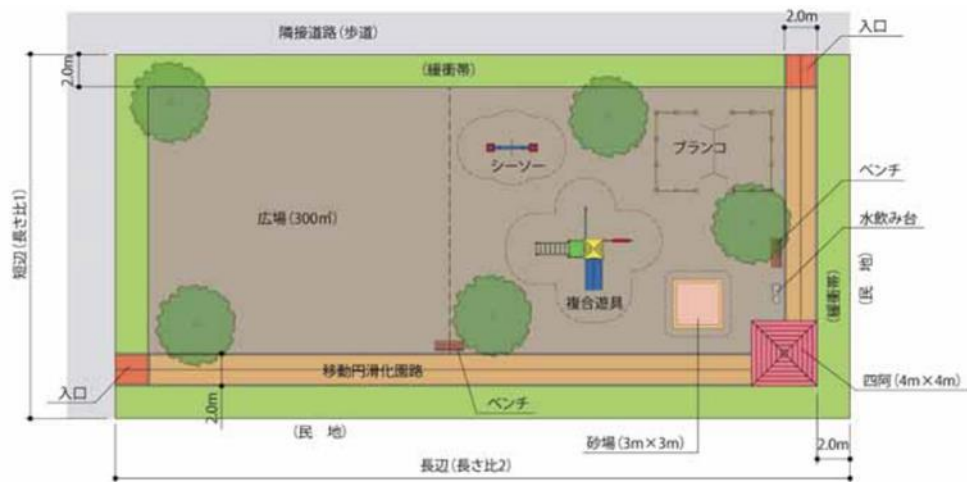 隣接道路(歩道)
2.0m
入口
2.0m
(緩衝帯)
ブランコ
シーソー
ベンチ
水飲み台
広場(300㎡)
短辺(長さ比1)
複合遊具
(緩衝帯)
(民 地)
移動円滑化園路
四阿(4m×4m)
入口
2.0m
ベンチ
(民 地)
砂場(3m×3m)
2.0m
長辺(長さ比2)